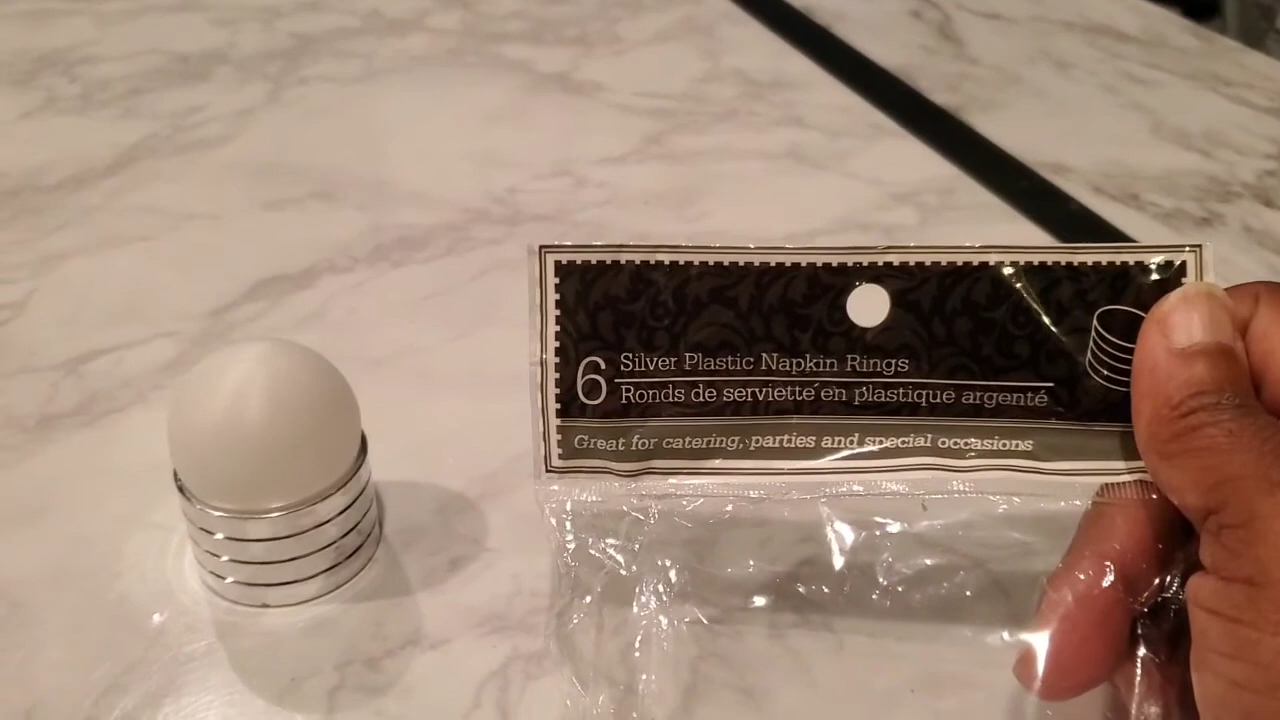 6 Silver Plastic Napkin Rings
Ronds de serviette en plastique argenté
Great for catering, parties and special occasions